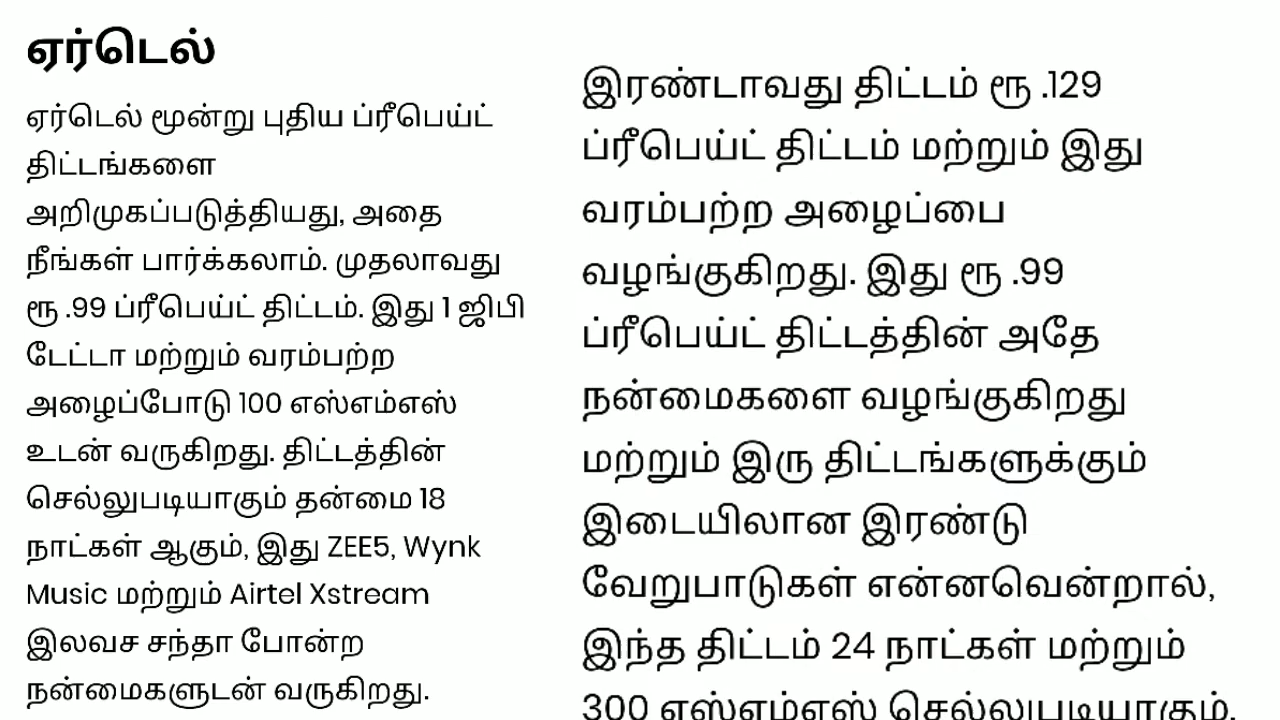 ஏர்டெல்
ஏர்டெல் மூன்று புதிய ப்ரீபெய்ட்
திட்டங்களை
அறிமுகப்படுத்தியது, அதை
நீங்கள் பார்க்கலாம். முதலாவது
ரூ .99 ப்ரீபெய்ட் திட்டம். இது 1 ஜிபி
டேட்டா மற்றும் வரம்பற்ற
அழைப்போடு 100 எஸ்எம்எஸ்
உடன் வருகிறது. திட்டத்தின்
செல்லுபடியாகும் தன்மை 18
நாட்கள் ஆகும், இது ZEE5, Wynk
Music மற்றும் Airtel Xstream
இலவச சந்தா போன்ற
நன்மைகளுடன் வருகிறது.
இரண்டாவது திட்டம் ரூ .129
ப்ரீபெய்ட் திட்டம் மற்றும் இது
வரம்பற்ற அழைப்பை
வழங்குகிறது. இது ரூ .99
ப்ரீபெய்ட் திட்டத்தின் அதே
நன்மைகளை வழங்குகிறது
மற்றும் இரு திட்டங்களுக்கும்
இடையிலான இரண்டு
வேறுபாடுகள் என்னவென்றால்,
இந்த திட்டம் 24 நாட்கள் மற்றும்
300 எஸ்எம்எஸ் செல்லுபடியாகும்.